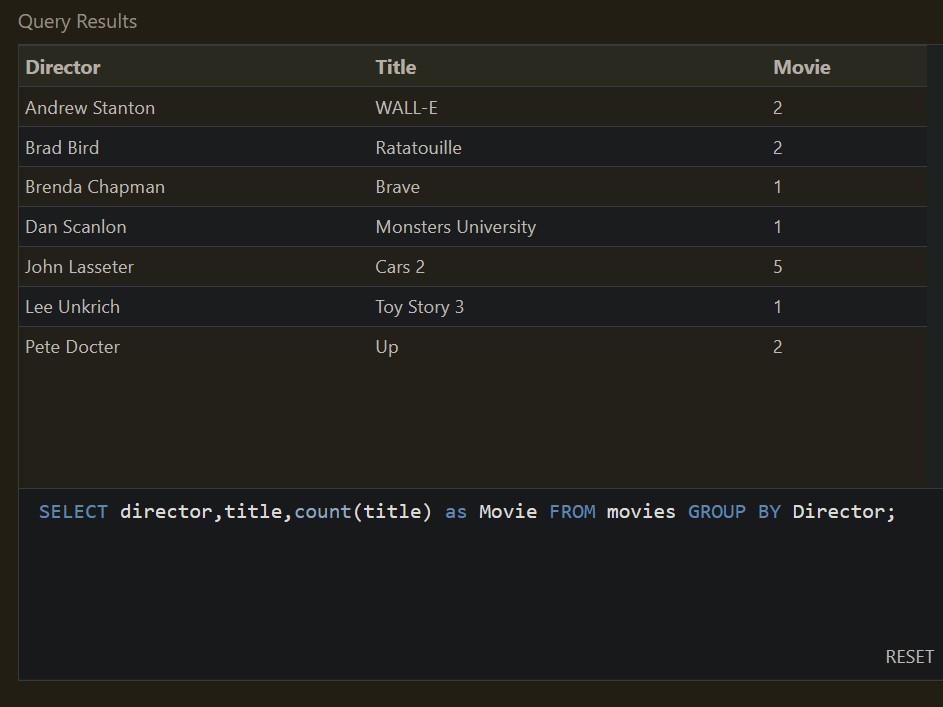 Query Results
Director Title Movie
Andrew Stanton WALL-E 2
Brad Bird Ratatouille 2
Brenda Chapman Brave 1
Dan Scanlon Monsters University 1
John Lasseter Cars 2 5
Lee Unkrich Toy Story 3 1
Pete Docter Up 2
SELECT director,title,count(title) as Movie FROM movies GROUP BY Director;
RESET